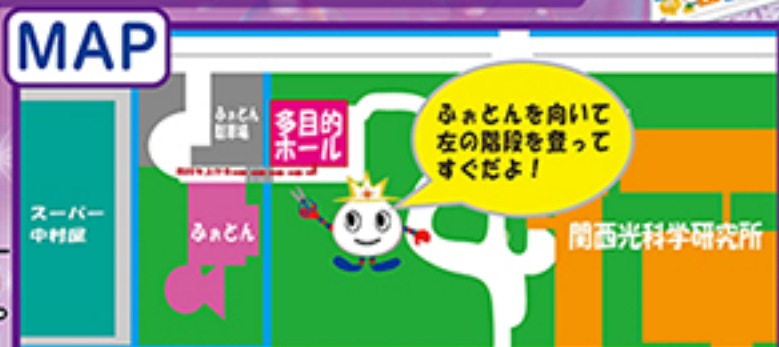 MAP
ふぉとん
駐車場
多目的
ホール
ふぉとんを向いて
左の階段を登って
すぐだよ！
スーパー
中村屋
ふぉとん
関西光科学研究所